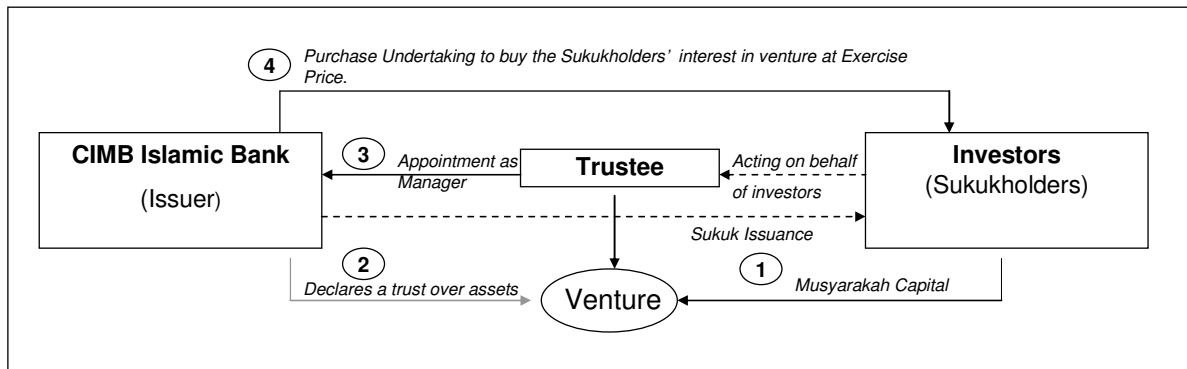 4
Purchase Undertaking to buy the Sukukholders' interest in venture at Exercise
Price.
CIMB Islamic Bank
(Issuer)
3
Appointment as
Manager
Trustee
Acting on behalf
of investors
Investors
(Sukukholders)
Sukuk Issuance
2
Declares a trust over assets
Venture
1
Musyarakah Capital